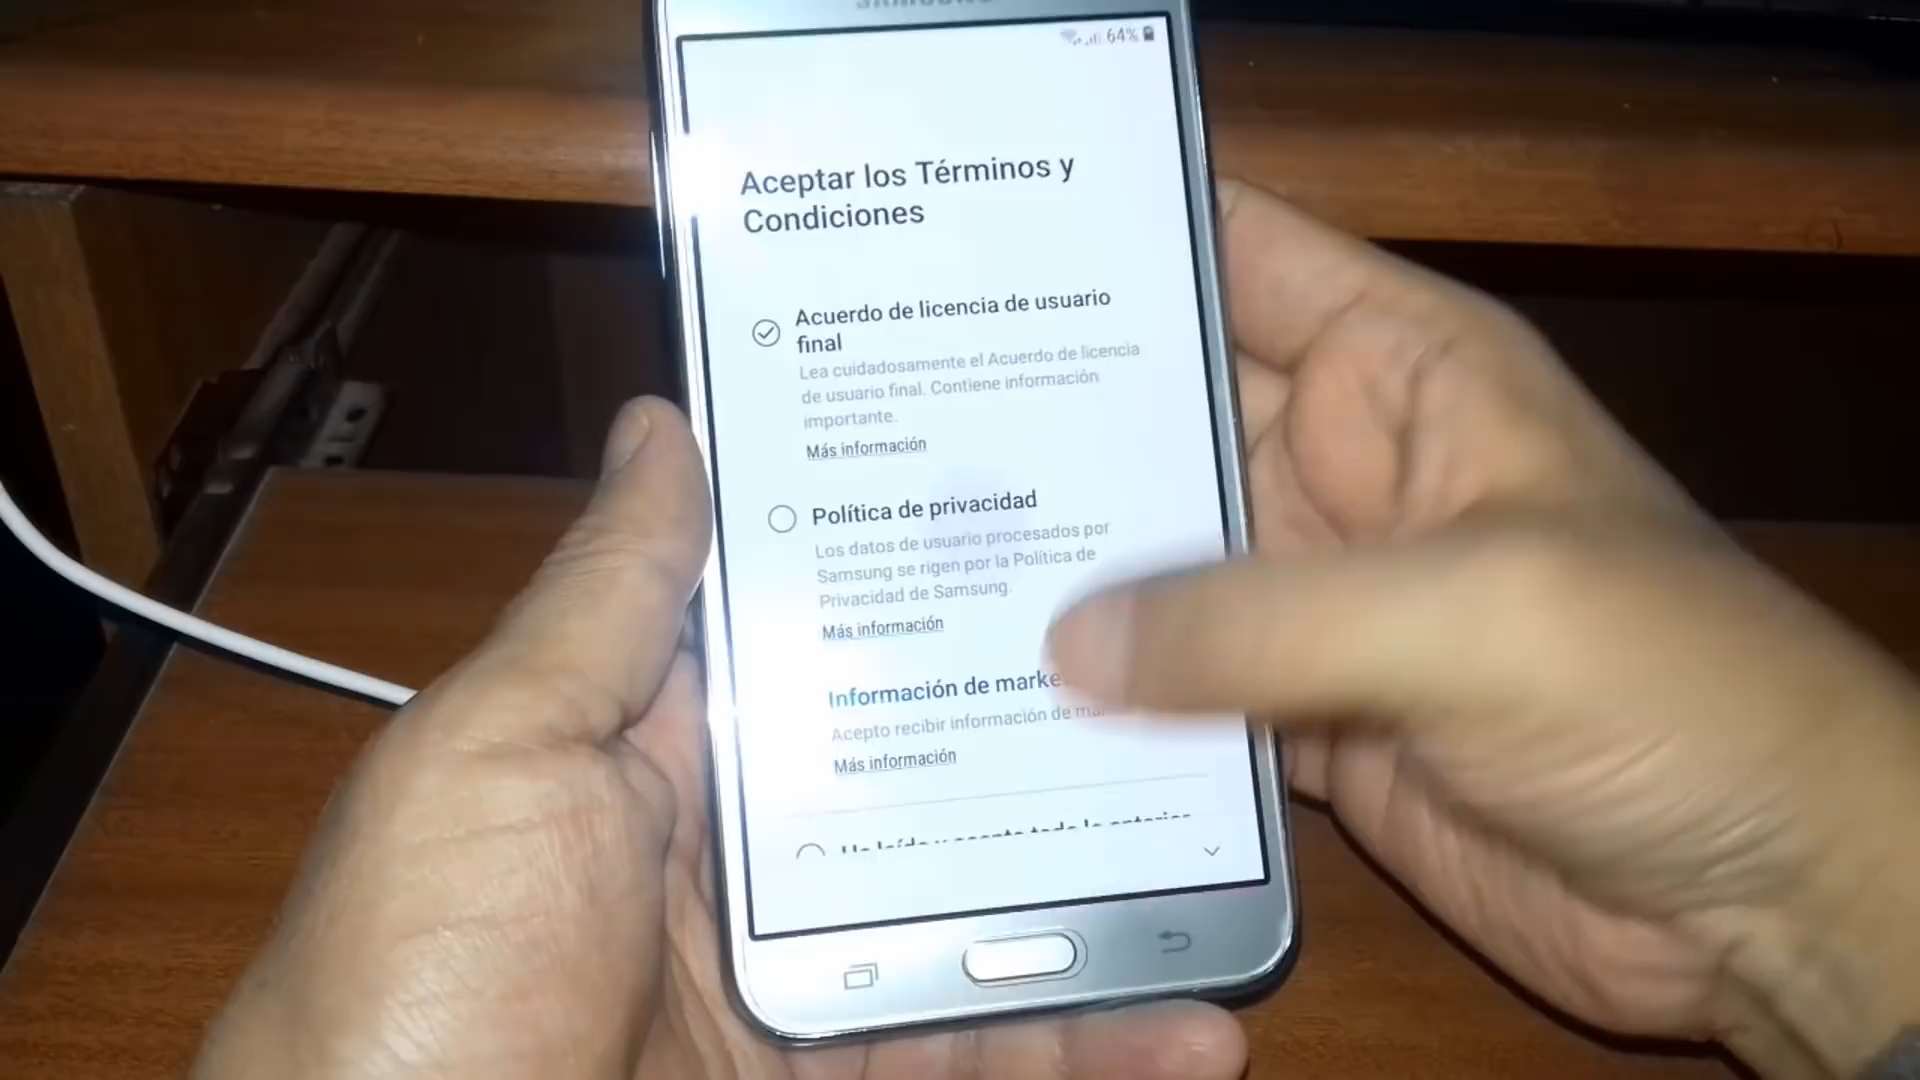 64%
Aceptar los Términos y
Condiciones
Acuerdo de licencia de usuario
final
Lea cuidadosamente el Acuerdo de licencia
de usuario final. Contiene información
importante.
Más información
Política de privacidad
Los datos de usuario procesados por
Samsung se rigen por la Política de
Privacidad de Samsung.
Más información
Información de marke
Acepto recibir información de
Más información